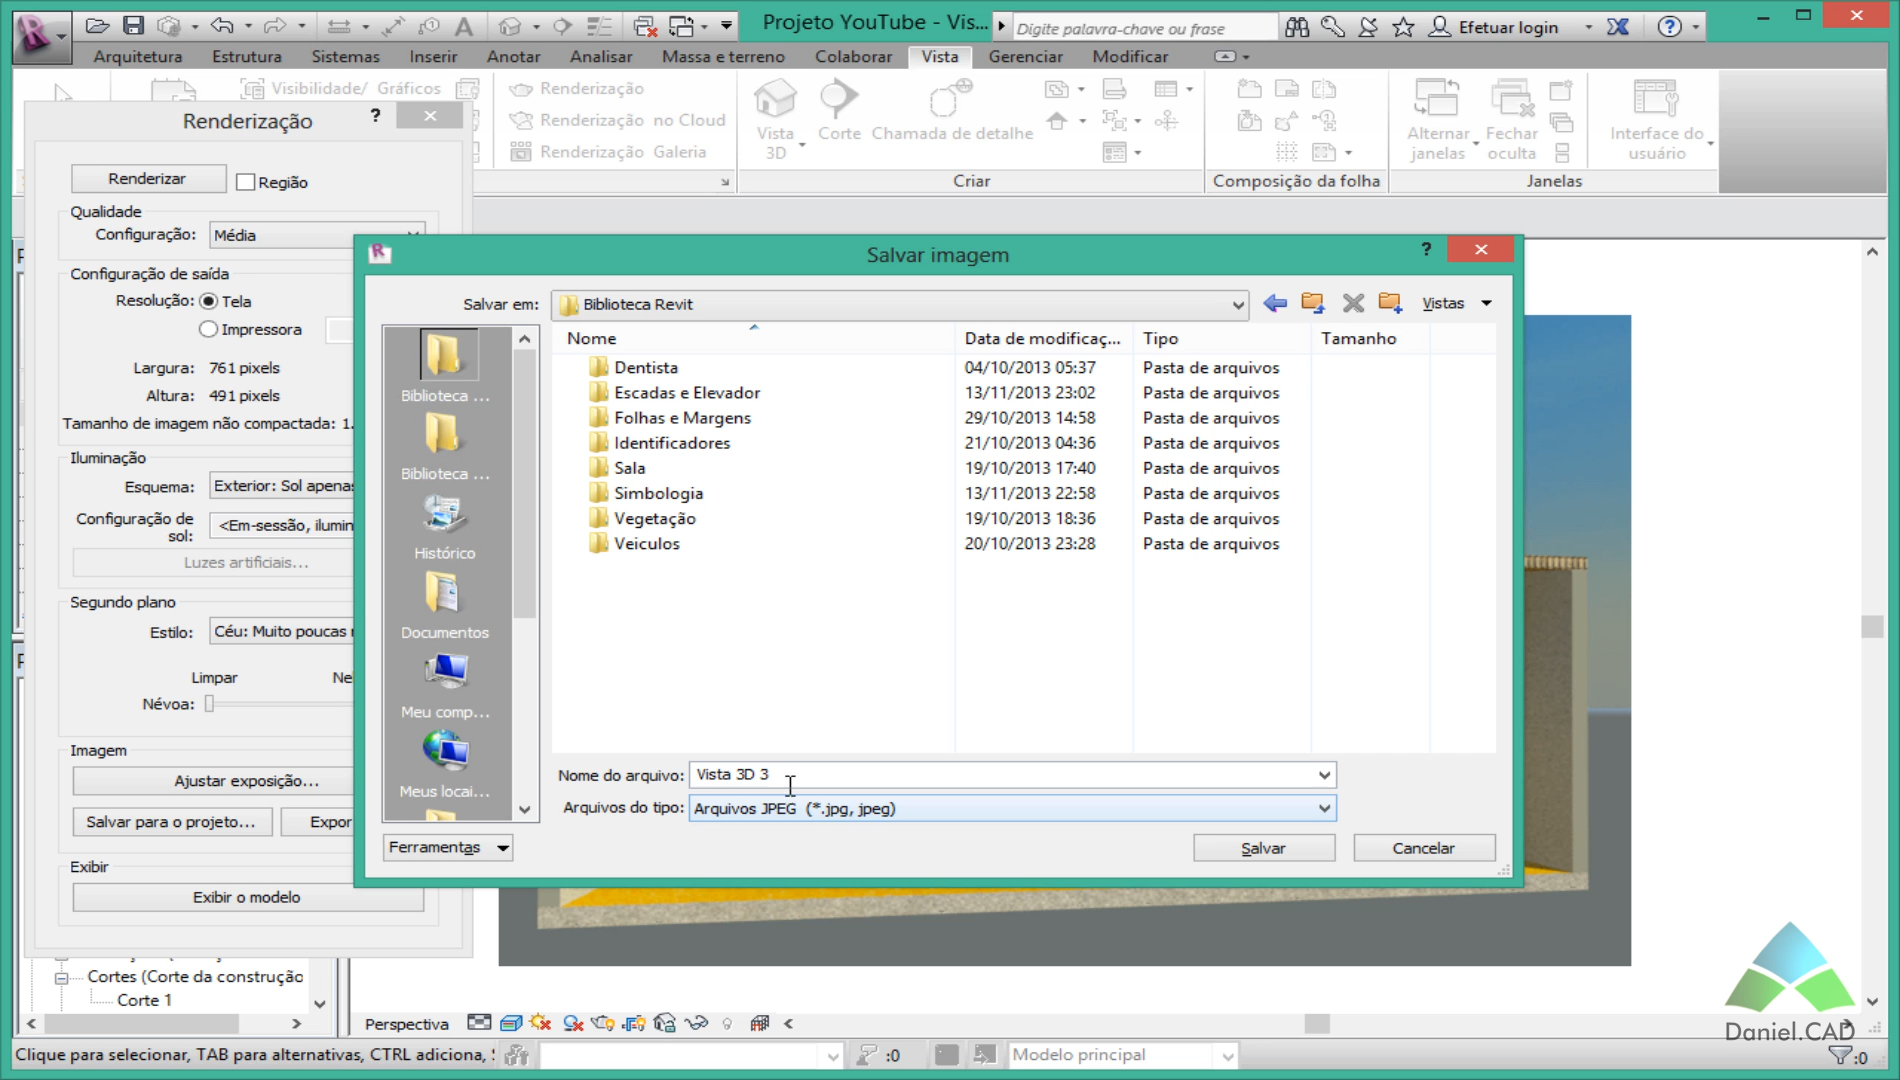 Projeto YouTube - Vis...
Digite palavra-chave ou frase
Efetuar login
Arquitetura Estrutura Sistemas Inserir Anotar Analisar Massa e terreno Colaborar Vista Gerenciar Modificar
Visibilidade/ Gráficos
Renderização
Renderização no Cloud
Renderização Galeria
Vista 3D
Corte
Chamada de detalhe
Alternar janelas
Fechar oculta
Interface do usuário
Criar
Composição da folha
Janelas
Renderização
?
Renderizar
Região
Qualidade
Configuração: Média
Configuração de saída
Resolução: Tela
Impressora
Largura: 761 pixels
Altura: 491 pixels
Tamanho de imagem não compactada: 1.
Iluminação
Esquema: Exterior: Sol apenas
Configuração de sol: <Em-sessão, ilumin
Luzes artificiais...
Segundo plano
Estilo: Céu: Muito poucas
Limpar
Névoa:
Imagem
Ajustar exposição...
Salvar para o projeto...
Expor
Exibir
Exibir o modelo
Salvar imagem
?
Salvar em: Biblioteca Revit
Vistas
Biblioteca ...
Biblioteca ...
Histórico
Documentos
Meu comp...
Meus locai...
Nome Data de modificaç... Tipo Tamanho
Dentista 04/10/2013 05:37 Pasta de arquivos
Escadas e Elevador 13/11/2013 23:02 Pasta de arquivos
Folhas e Margens 29/10/2013 14:58 Pasta de arquivos
Identificadores 21/10/2013 04:36 Pasta de arquivos
Sala 19/10/2013 17:40 Pasta de arquivos
Simbologia 13/11/2013 22:58 Pasta de arquivos
Vegetação 19/10/2013 18:36 Pasta de arquivos
Veiculos 20/10/2013 23:28 Pasta de arquivos
Nome do arquivo: Vista 3D 3
Arquivos do tipo: Arquivos JPEG (*.jpg, jpeg)
Ferramentas
Salvar
Cancelar
Cortes (Corte da construção
Corte 1
Perspectiva
Daniel.CAD
Clique para selecionar, TAB para alternativas, CTRL adiciona,
:0
Modelo principal
:0